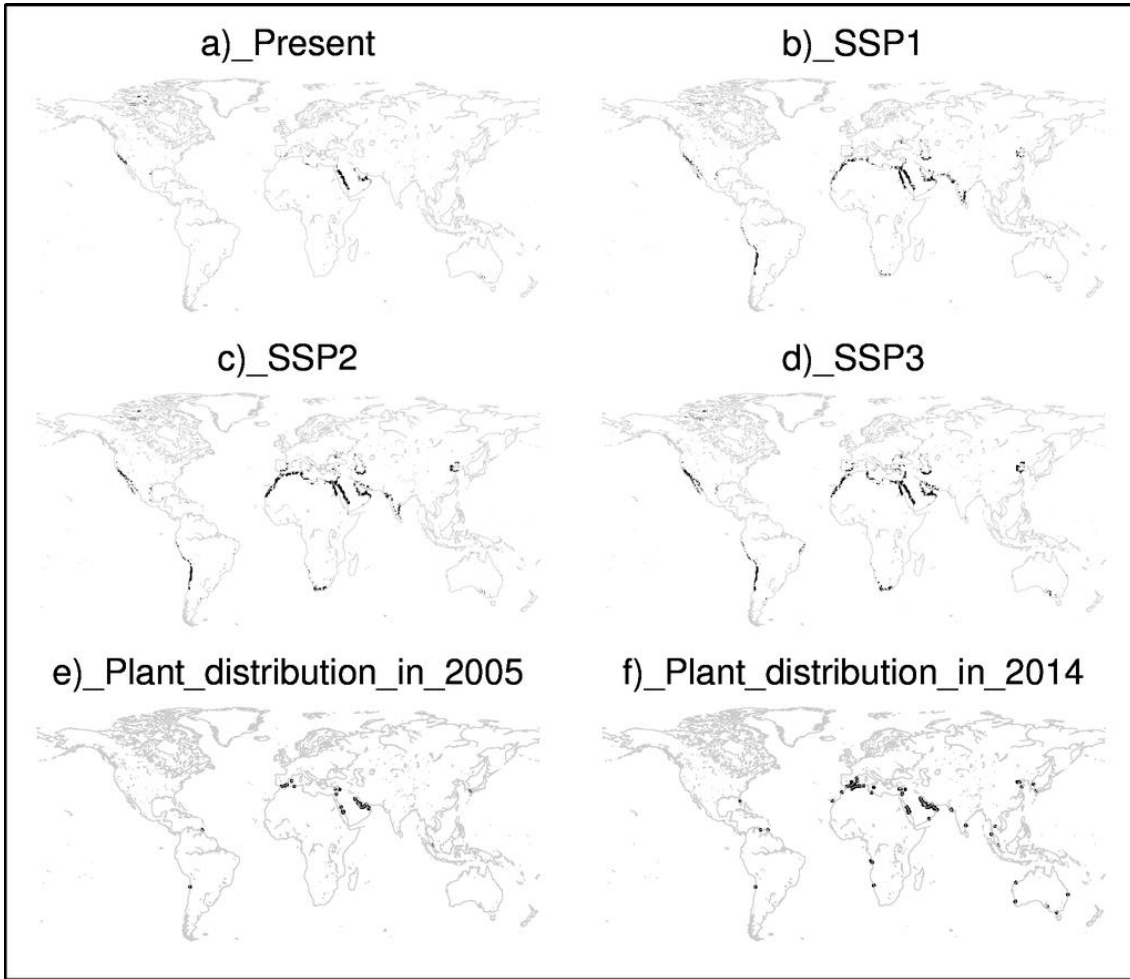 a)_Present
b)_SSP1
c)_SSP2
d)_SSP3
e)_Plant_distribution_in_2005
f)_Plant_distribution_in_2014